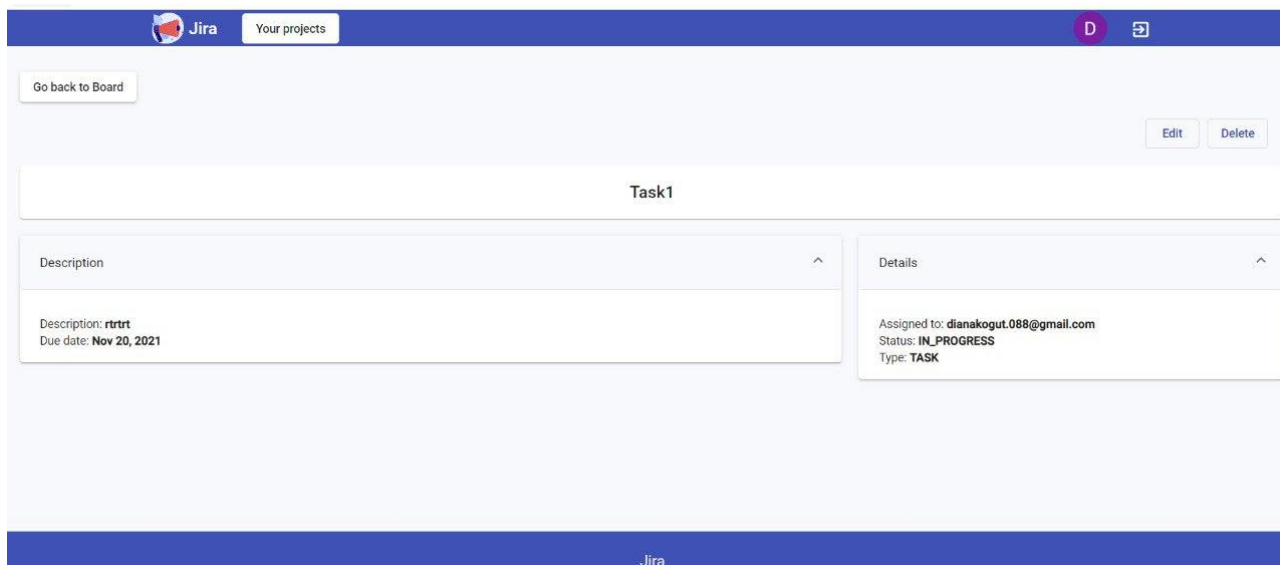 Jira
Your projects
D
Go back to Board
Edit
Delete
Task1
Description
Description: rtrtrt
Due date: Nov 20, 2021
Details
Assigned to: dianakogut.088@gmail.com
Status: IN_PROGRESS
Type: TASK
Jira